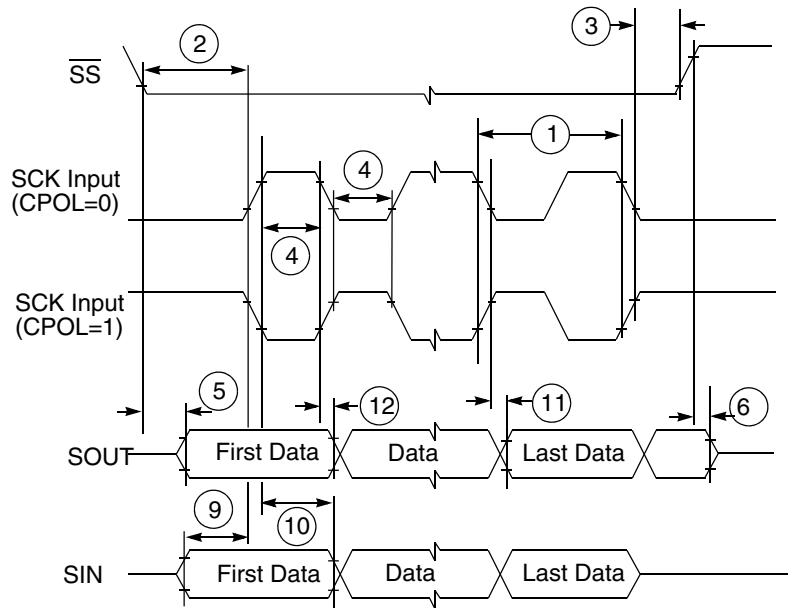 2
3
SS
1
SCK Input
(CPOL=0)
4
4
SCK Input
(CPOL=1)
5
12
11
6
SOUT
First Data
Data
Last Data
9
10
SIN
First Data
Data
Last Data